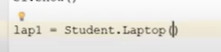 lap1 = Student.Laptop()